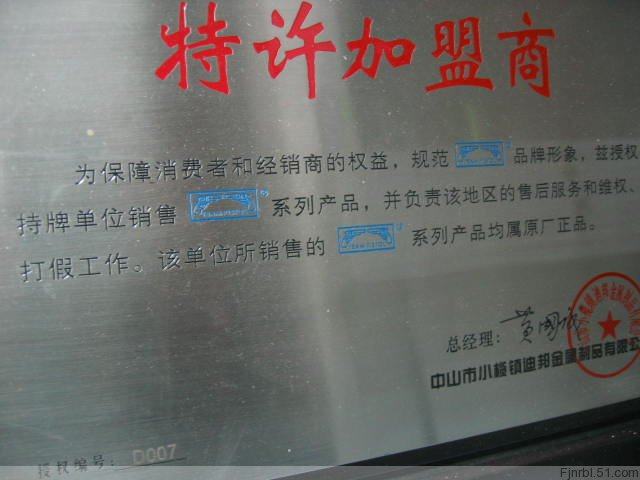 特许加盟商
为保障消费者和经销商的权益，规范 品牌形象，兹授权
持牌单位销售 系列产品，并负责该地区的售后服务和维权、
打假工作。该单位所销售的 系列产品均属原厂正品。
总经理：
中山市小榄镇迪邦金属制品有限公
授权编号： D007
Fjnrbl.51.com